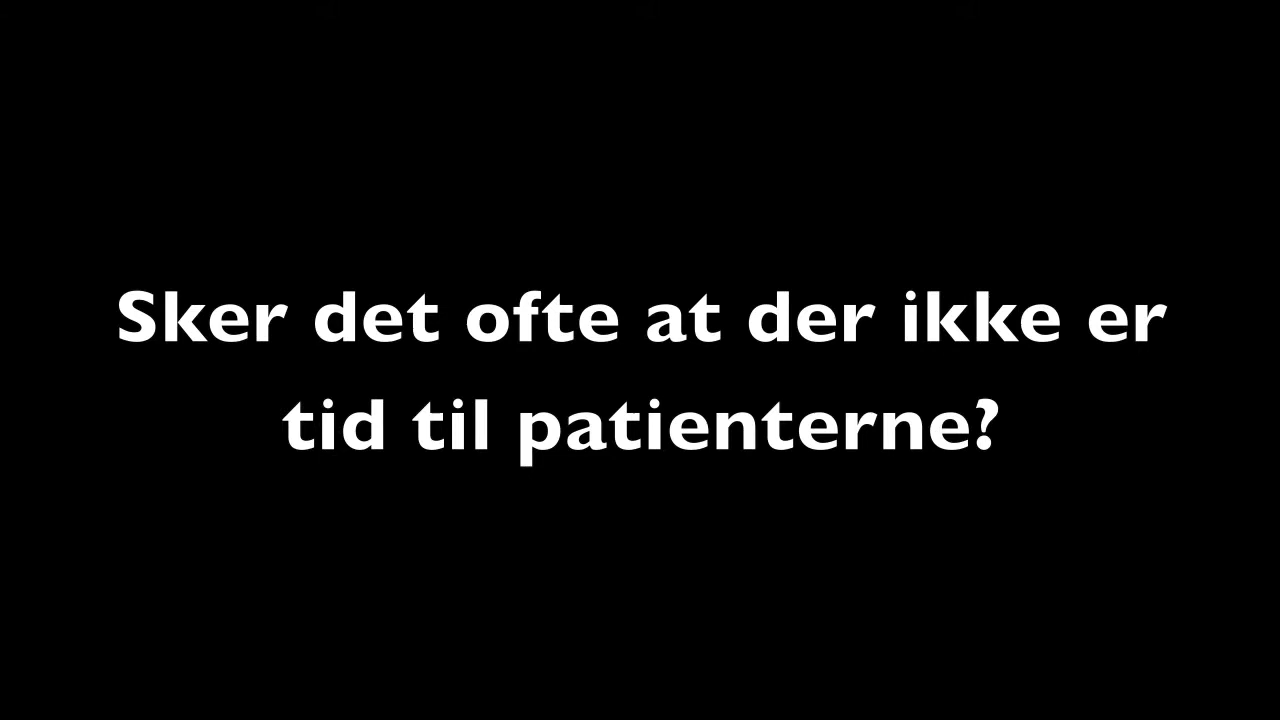 Sker det ofte at der ikke er
tid til patienterne?